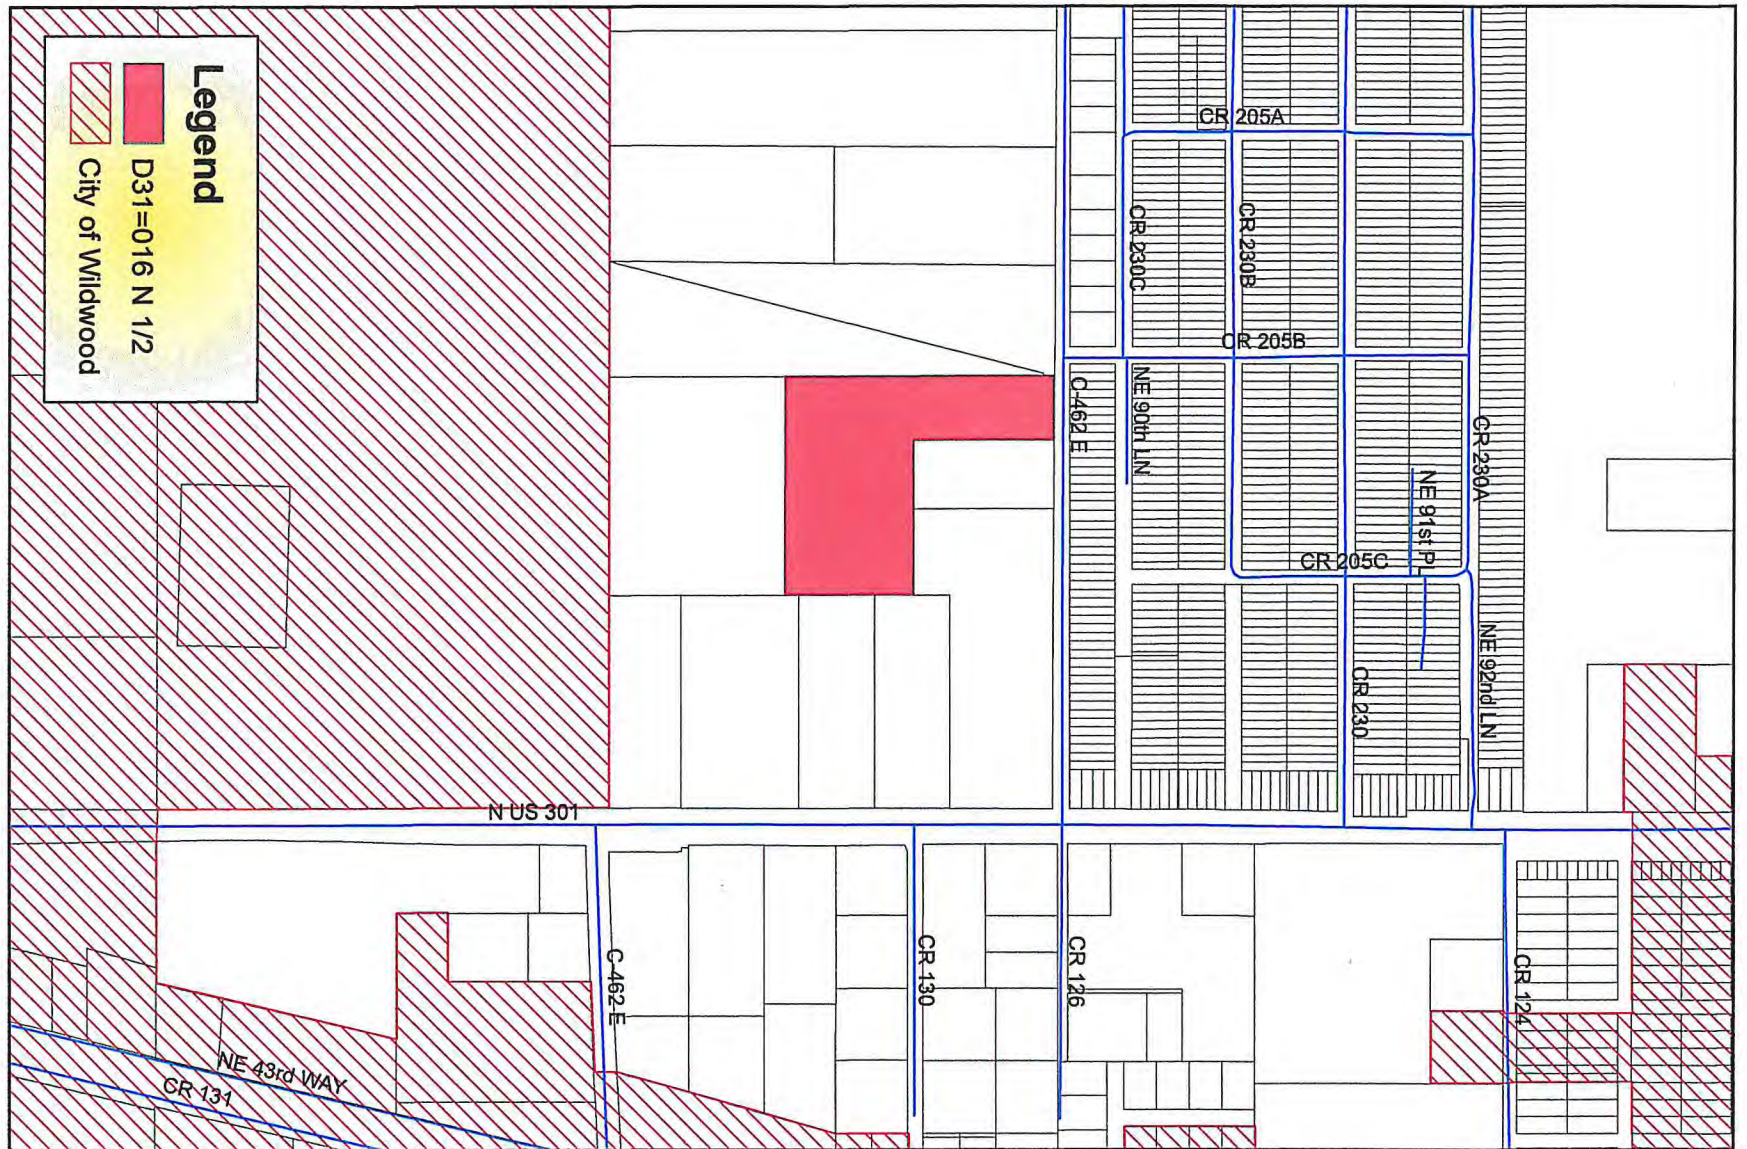 Legend
D31=016 N 1/2
City of Wildwood
CR 205A
CR 230C
CR 230B
CR 205B
C-462 E
NE 90th LN
CR 230A
NE 91st PL
CR 205C
NE 92nd LN
CR 230
N US 301
C-462 E
CR 130
CR 126
CR 124
NE 43rd WAY
CR 131